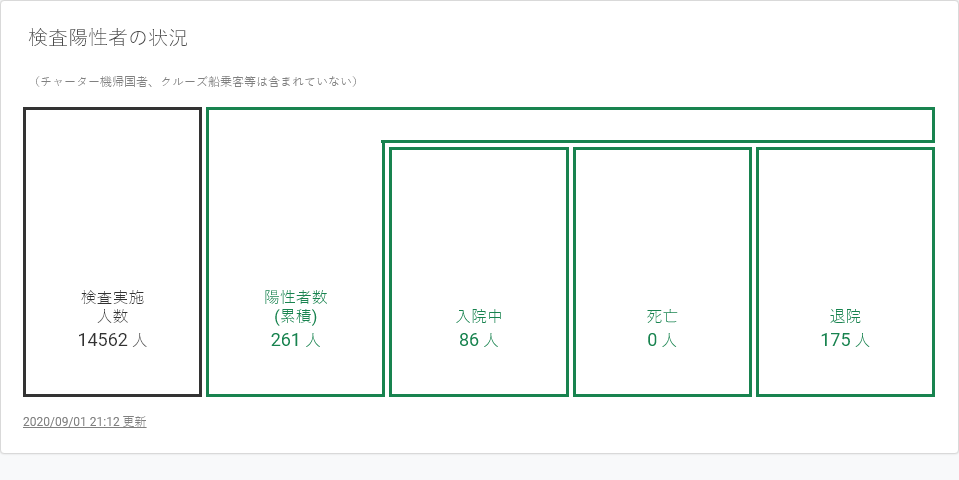 検査陽性者の状況
（チャーター機帰国者、クルーズ船乗客等は含まれていない）
検査実施
人数
14562 人
陽性者数
(累積)
261 人
入院中
86 人
死亡
0 人
退院
175 人
2020/09/01 21:12 更新